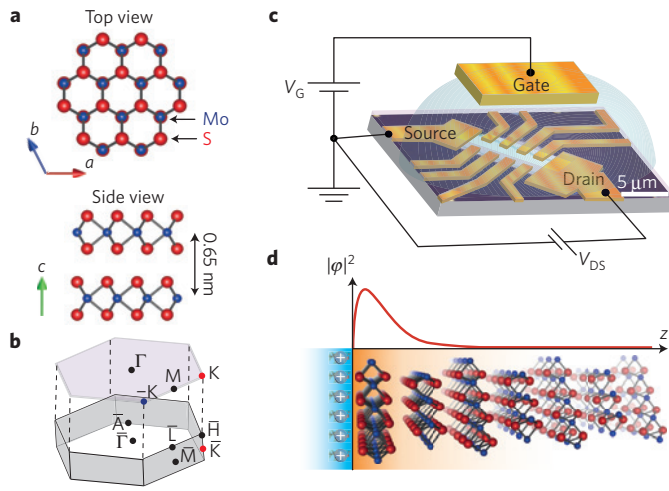 a
Top view
Mo
S
b
a
Side view
c
0.65 nm
b
Γ
M
K
–K
Ā
Γ̄
L̄
M̄
H̄
K̄
c
V_G
Gate
Source
Drain
5 μm
V_DS
d
|φ|²
z
+
+
+
+
+
+